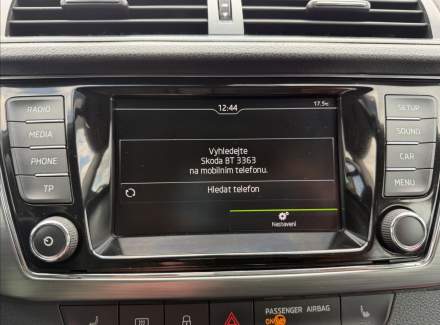 12:44
17.5°C
RADIO
MEDIA
PHONE
TP
Vyhledejte
Skoda BT 3363
na mobilním telefonu.
Hledat telefon
Nastavení
SETUP
SOUND
CAR
MENU
PASSENGER AIRBAG